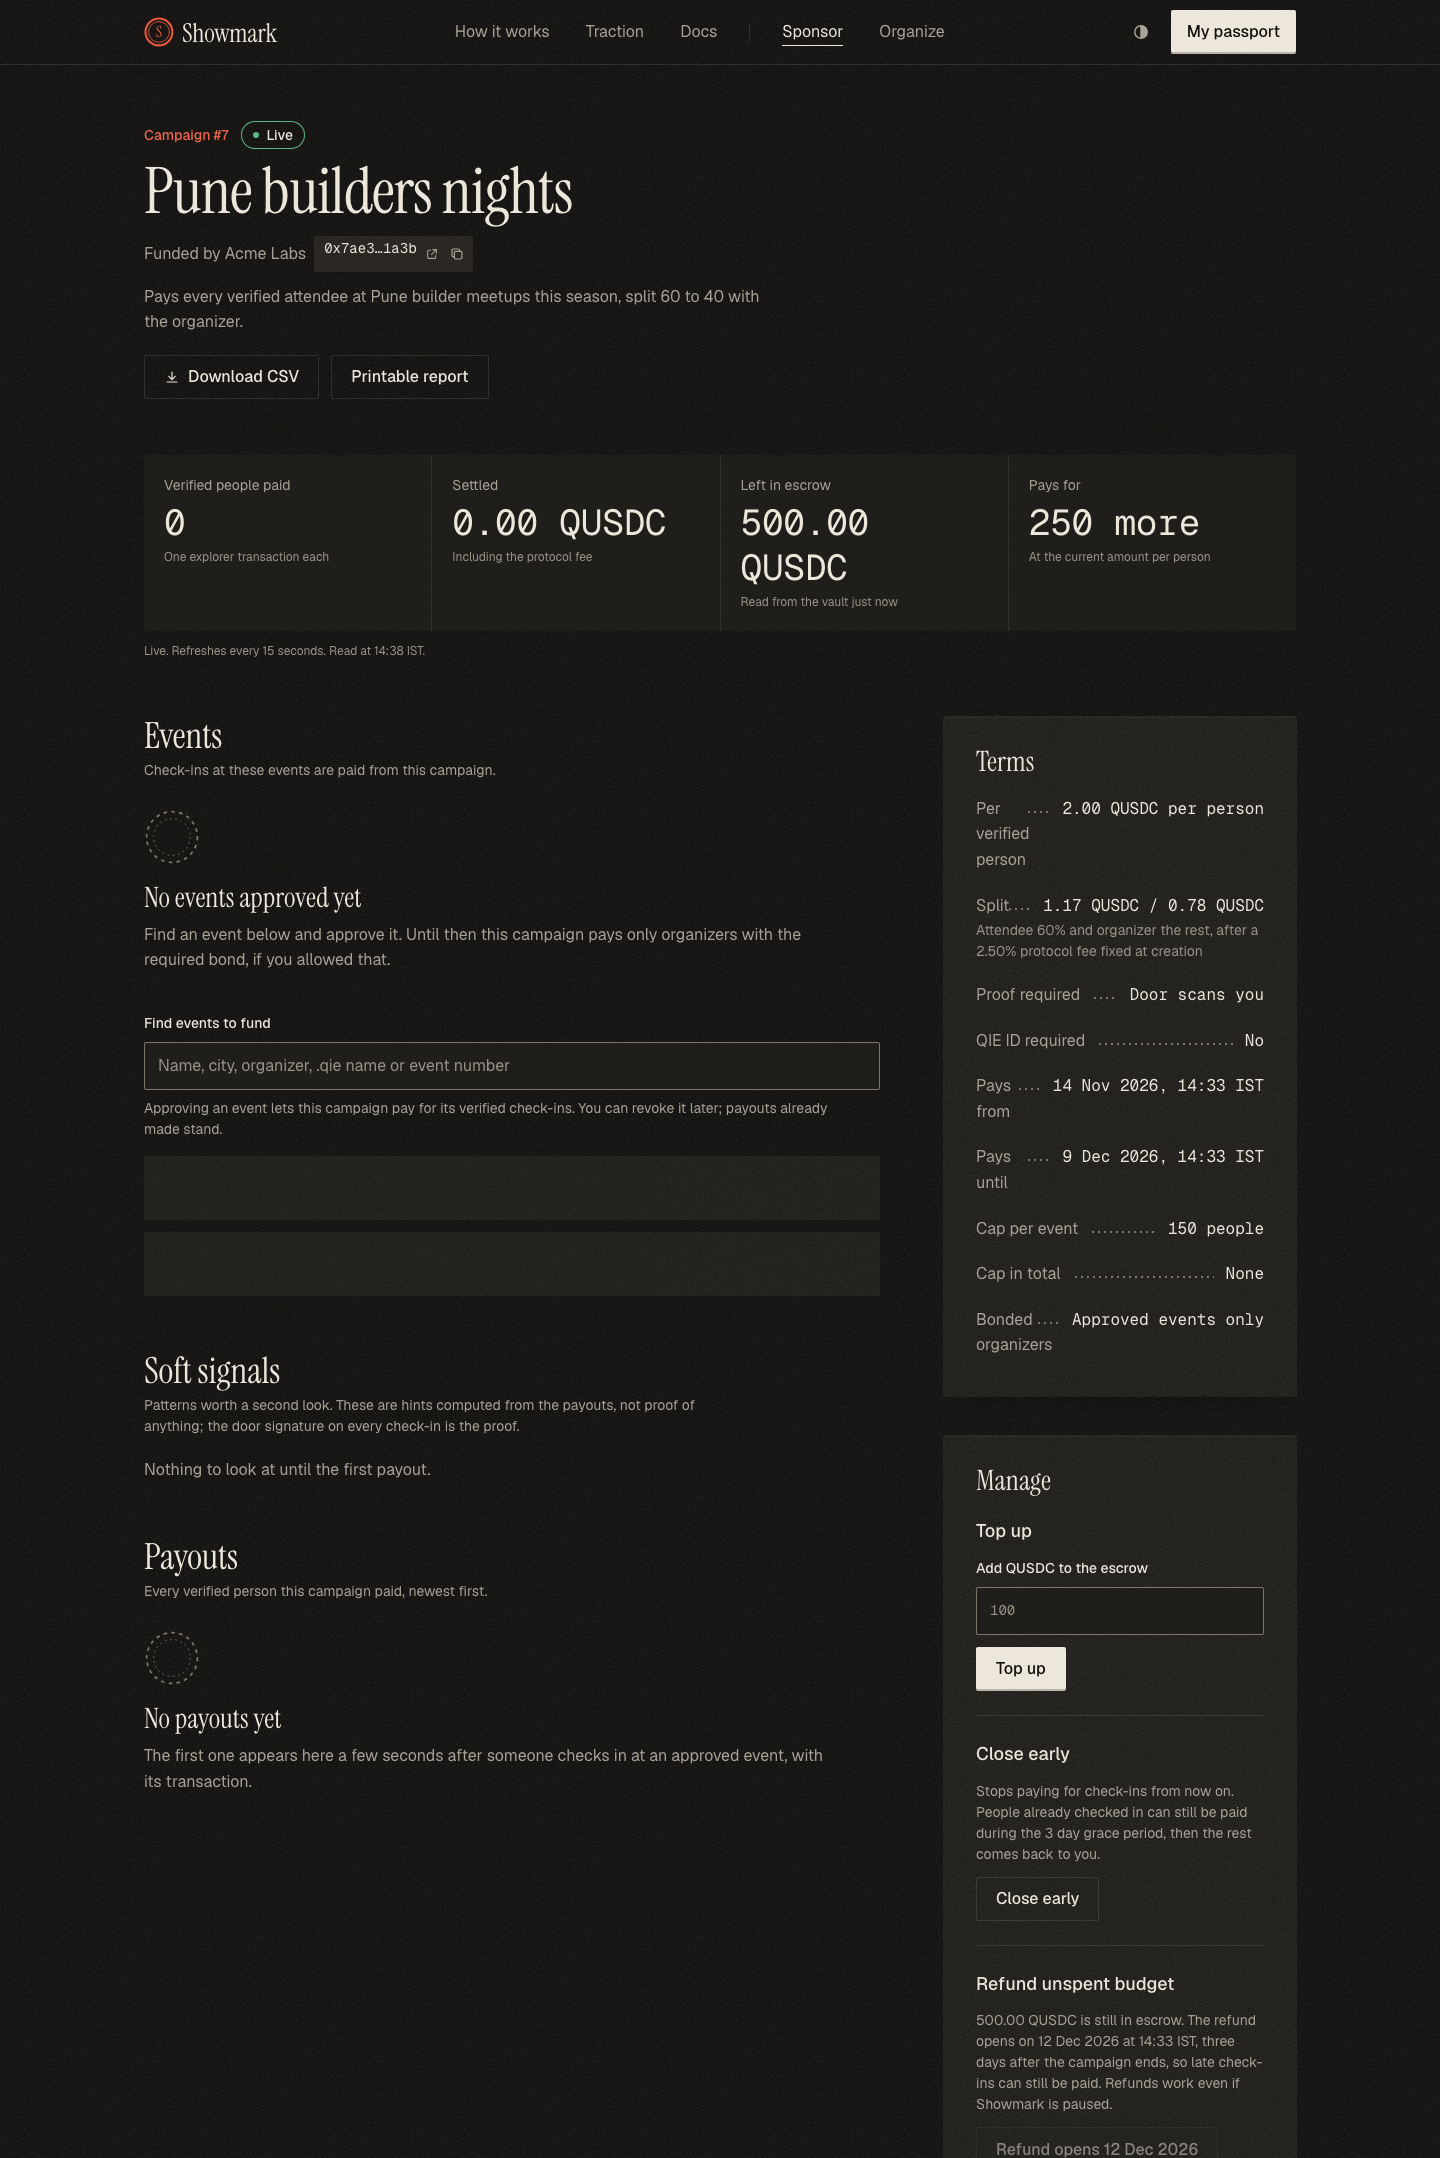 S Showmark
How it works
Traction
Docs
Sponsor
Organize
My passport
Campaign #7
Live
Pune builders nights
Funded by Acme Labs 0x7ae3…1a3b
Pays every verified attendee at Pune builder meetups this season, split 60 to 40 with
the organizer.
Download CSV
Printable report
Verified people paid
0
One explorer transaction each
Settled
0.00 QUSDC
Including the protocol fee
Left in escrow
500.00
QUSDC
Read from the vault just now
Pays for
250 more
At the current amount per person
Live. Refreshes every 15 seconds. Read at 14:38 IST.
Events
Check-ins at these events are paid from this campaign.
No events approved yet
Find an event below and approve it. Until then this campaign pays only organizers with the
required bond, if you allowed that.
Find events to fund
Name, city, organizer, .qie name or event number
Approving an event lets this campaign pay for its verified check-ins. You can revoke it later; payouts already
made stand.
Soft signals
Patterns worth a second look. These are hints computed from the payouts, not proof of
anything; the door signature on every check-in is the proof.
Nothing to look at until the first payout.
Payouts
Every verified person this campaign paid, newest first.
No payouts yet
The first one appears here a few seconds after someone checks in at an approved event, with
its transaction.
Terms
Per .... 2.00 QUSDC per person
verified
person
Split.... 1.17 QUSDC / 0.78 QUSDC
Attendee 60% and organizer the rest, after a
2.50% protocol fee fixed at creation
Proof required .... Door scans you
QIE ID required ....................... No
Pays .... 14 Nov 2026, 14:33 IST
from
Pays .... 9 Dec 2026, 14:33 IST
until
Cap per event ........... 150 people
Cap in total ........................ None
Bonded .... Approved events only
organizers
Manage
Top up
Add QUSDC to the escrow
100
Top up
Close early
Stops paying for check-ins from now on.
People already checked in can still be paid
during the 3 day grace period, then the rest
comes back to you.
Close early
Refund unspent budget
500.00 QUSDC is still in escrow. The refund
opens on 12 Dec 2026 at 14:33 IST, three
days after the campaign ends, so late check-
ins can still be paid. Refunds work even if
Showmark is paused.
Refund opens 12 Dec 2026